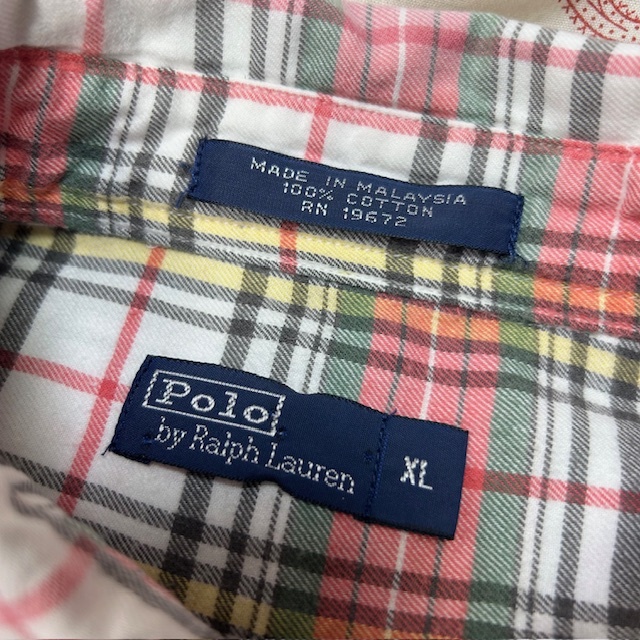 MADE IN MALAYSIA
100% COTTON
RN 19672
Polo
by Ralph Lauren
XL